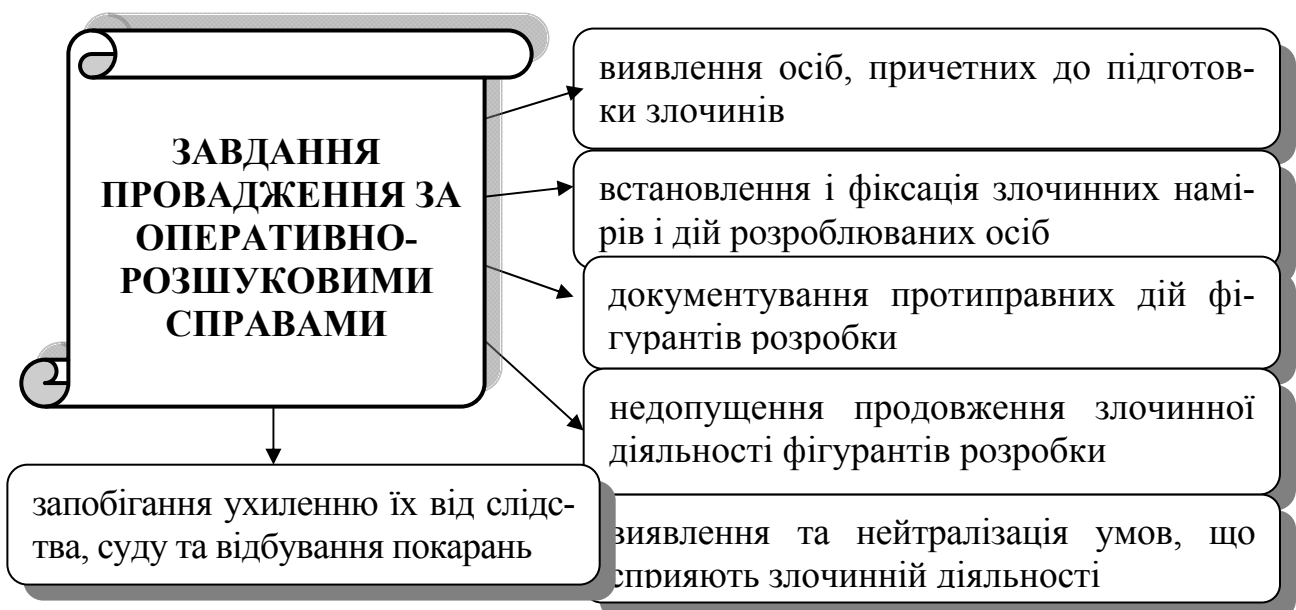 ЗАВДАННЯ
ПРОВАДЖЕННЯ ЗА
ОПЕРАТИВНО-
РОЗШУКОВИМИ
СПРАВАМИ
виявлення осіб, причетних до підготов-
ки злочинів
встановлення і фіксація злочинних намі-
рів і дій розроблюваних осіб
документування протиправних дій фі-
гурантів розробки
недопущення продовження злочинної
діяльності фігурантів розробки
запобігання ухиленню їх від слідс-
тва, суду та відбування покарань
виявлення та нейтралізація умов, що
сприяють злочинній діяльності